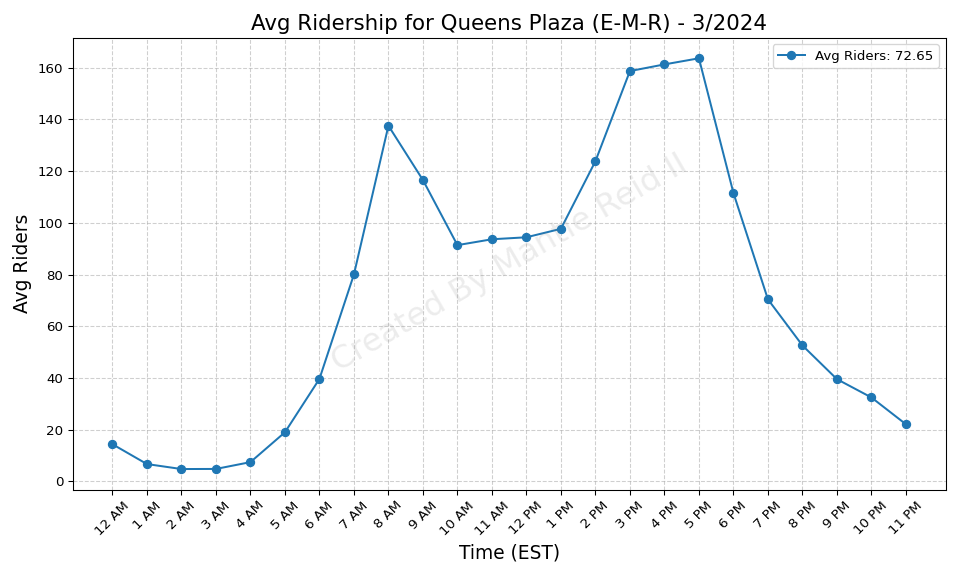 Avg Ridership for Queens Plaza (E-M-R) - 3/2024
Avg Riders: 72.65
Avg Riders
160
140
120
100
80
60
40
20
0
Created By Mantie Reid II
12 AM
1 AM
2 AM
3 AM
4 AM
5 AM
6 AM
7 AM
8 AM
9 AM
10 AM
11 AM
12 PM
1 PM
2 PM
3 PM
4 PM
5 PM
6 PM
7 PM
8 PM
9 PM
10 PM
11 PM
Time (EST)